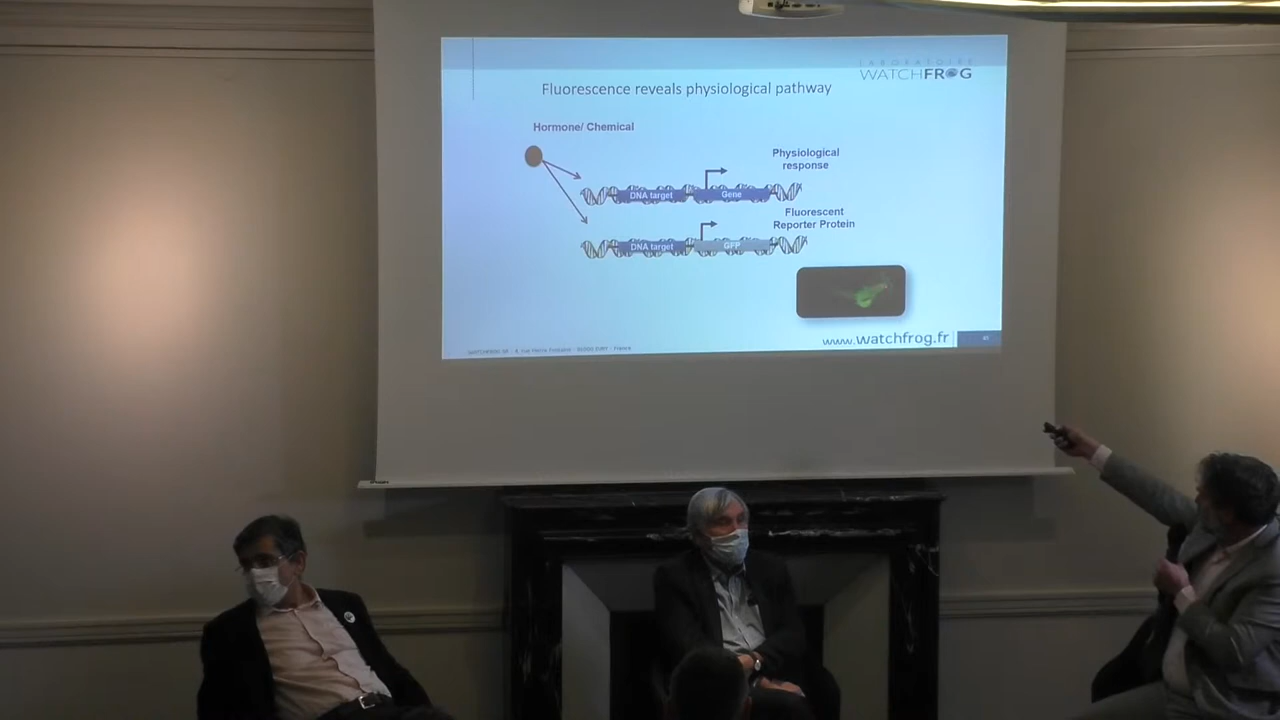 LABORATOIRE
WATCHFROG
Fluorescence reveals physiological pathway
Hormone/ Chemical
Physiological
response
DNA target
Gene
Fluorescent
Reporter Protein
DNA target
GFP
www.watchfrog.fr